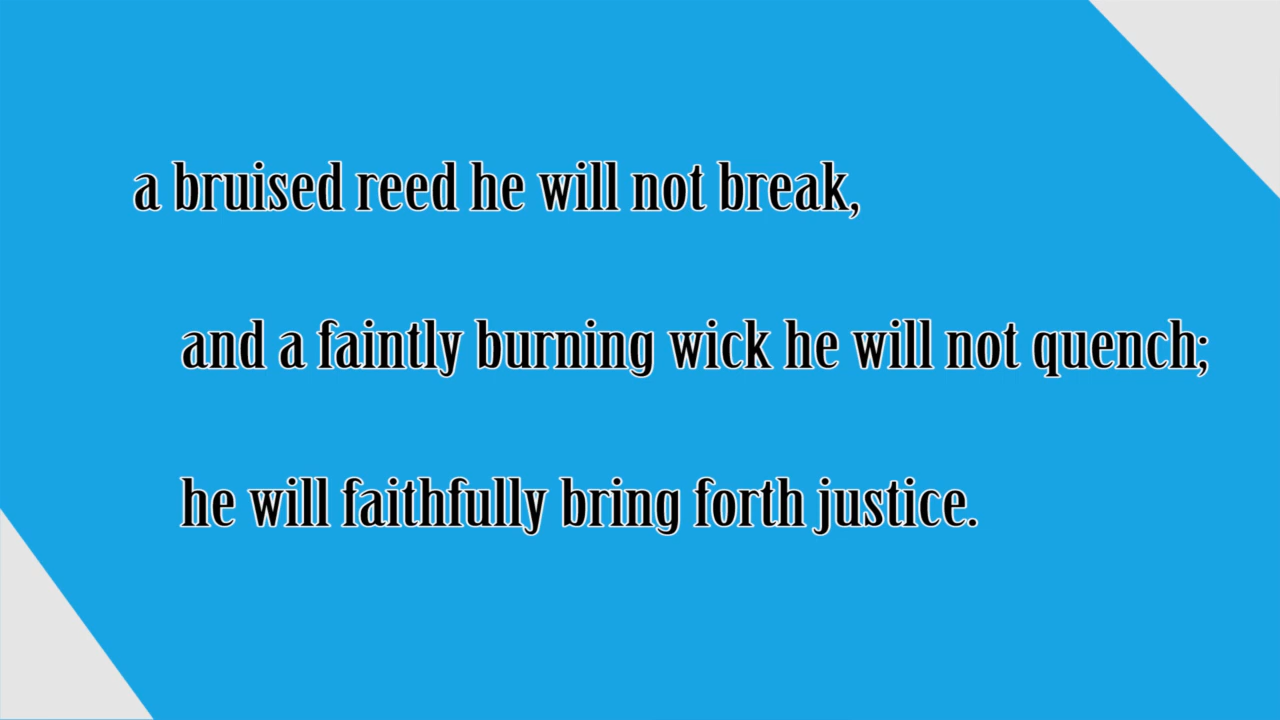 a bruised reed he will not break,
and a faintly burning wick he will not quench;
he will faithfully bring forth justice.